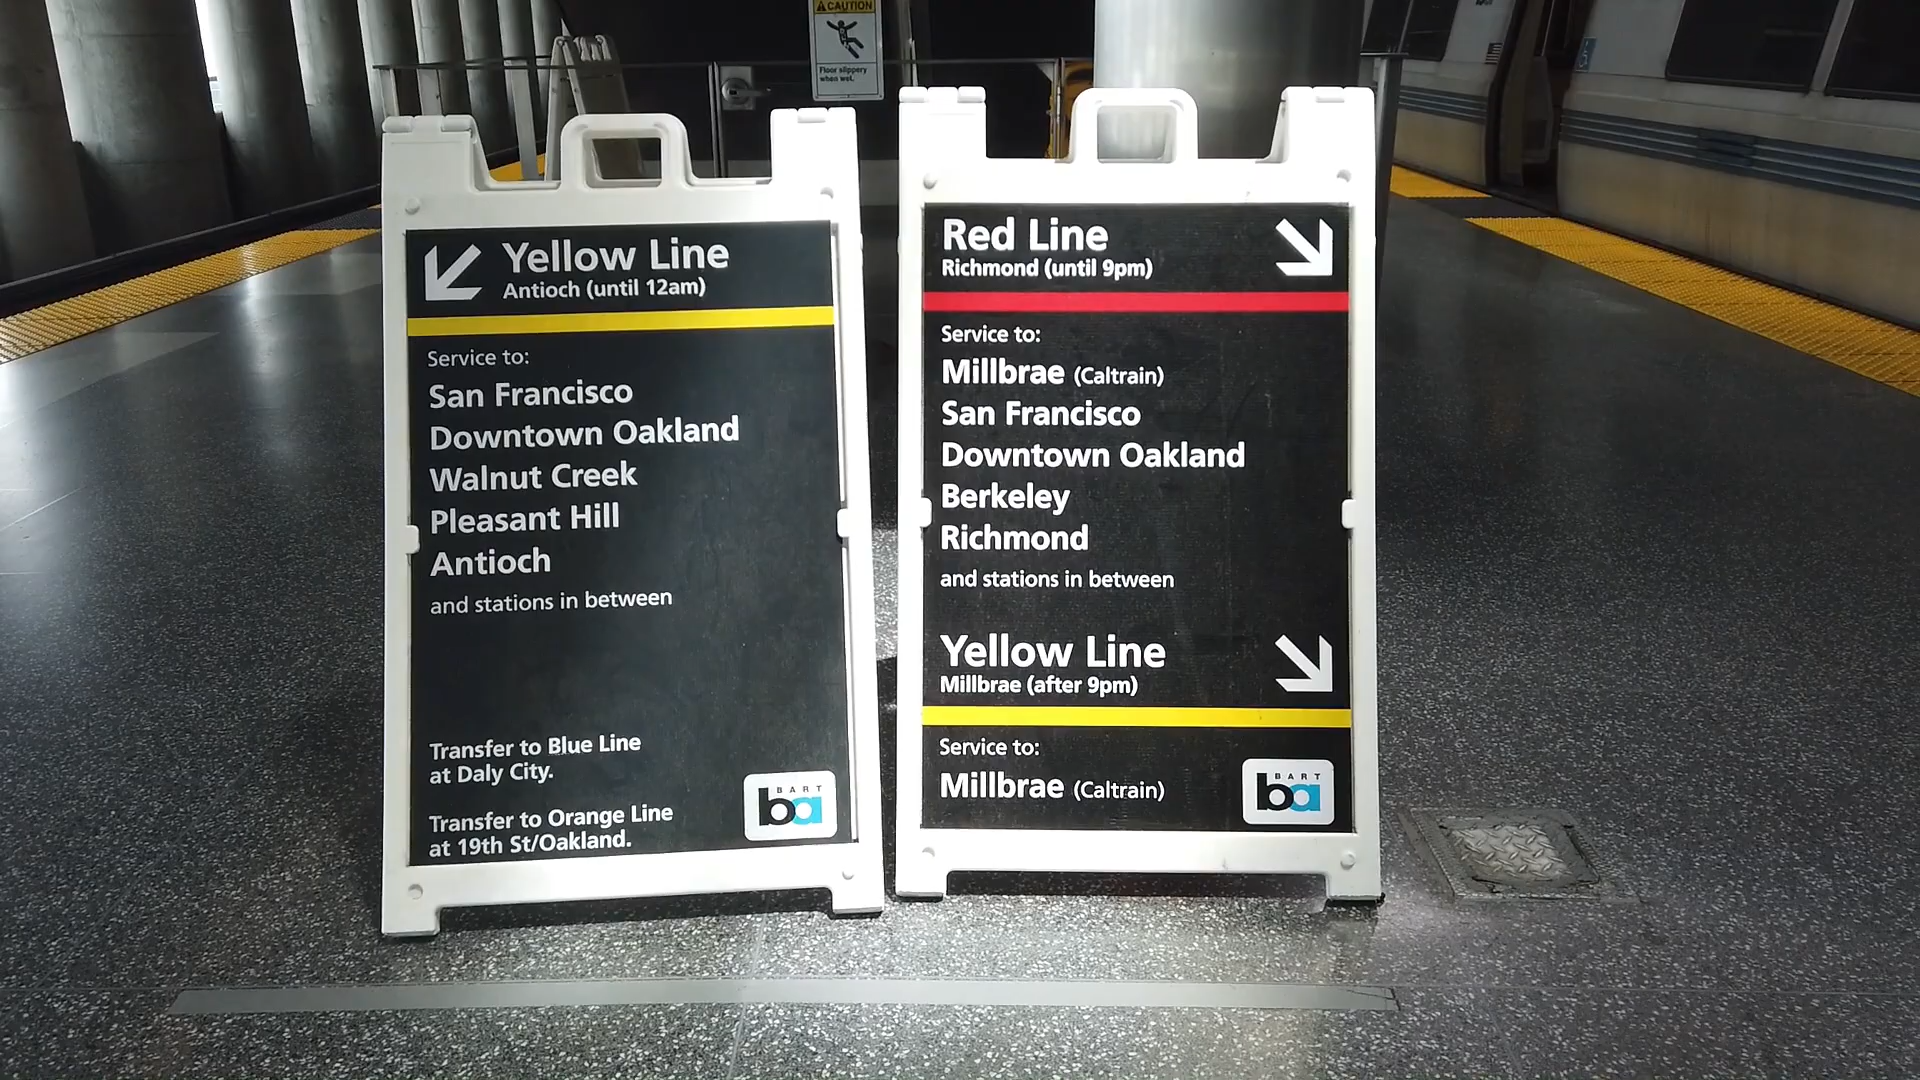 CAUTION
Floor slippery
when wet.
Yellow Line
Antioch (until 12am)
Service to:
San Francisco
Downtown Oakland
Walnut Creek
Pleasant Hill
Antioch
and stations in between
Transfer to Blue Line
at Daly City.
Transfer to Orange Line
at 19th St/Oakland.
BART
ba
Red Line
Richmond (until 9pm)
Service to:
Millbrae (Caltrain)
San Francisco
Downtown Oakland
Berkeley
Richmond
and stations in between
Yellow Line
Millbrae (after 9pm)
Service to:
Millbrae (Caltrain)
BART
ba